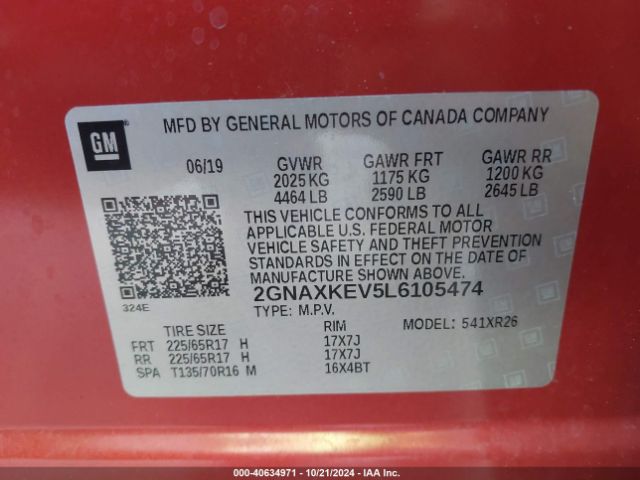 GM
MFD BY GENERAL MOTORS OF CANADA COMPANY
06/19 GVWR GAWR FRT GAWR RR
2025 KG 1175 KG 1200 KG
4464 LB 2590 LB 2645 LB
THIS VEHICLE CONFORMS TO ALL
APPLICABLE U.S. FEDERAL MOTOR
VEHICLE SAFETY AND THEFT PREVENTION
STANDARDS IN EFFECT ON THE DATE OF
MANUFACTURE SHOWN ABOVE.
324E
2GNAXKEV5L6105474
TYPE: M.P.V. MODEL: 541XR26
TIRE SIZE RIM
FRT 225/65R17 H 17X7J
RR 225/65R17 H 17X7J
SPA T135/70R16 M 16X4BT
000-40634971 - 10/21/2024 - IAA Inc.